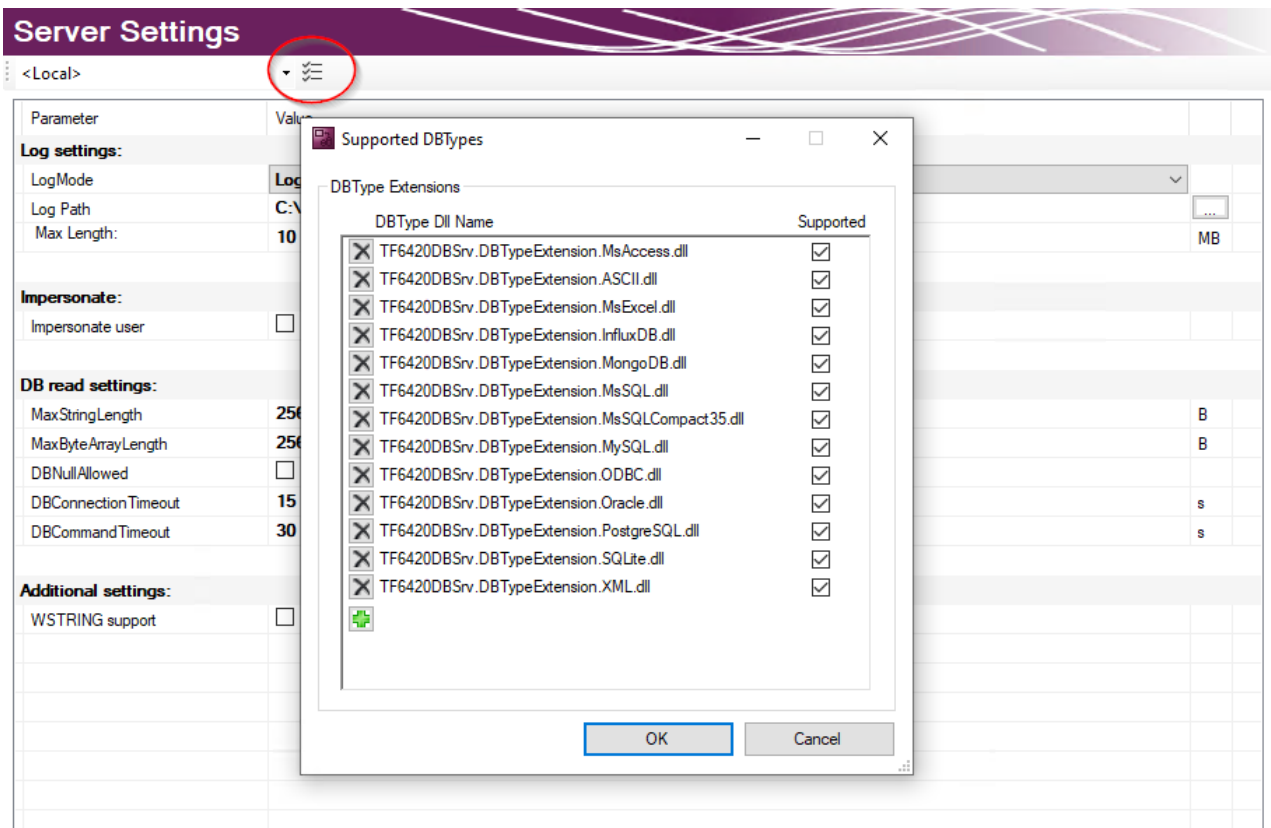 Server Settings
<Local>
Parameter
Log settings:
LogMode
Log Path
C:\
...
Max Length:
10
MB
Impersonate:
Impersonate user
DB read settings:
MaxStringLength
256
B
MaxByteArrayLength
256
B
DBNullAllowed
DBConnectionTimeout
15
s
DBCommandTimeout
30
s
Additional settings:
WSTRING support
Supported DBTypes
DBType Extensions
DBType Dll Name Supported
TF6420DBSrv.DBTypeExtension.MsAccess.dll
TF6420DBSrv.DBTypeExtension.ASCII.dll
TF6420DBSrv.DBTypeExtension.MsExcel.dll
TF6420DBSrv.DBTypeExtension.InfluxDB.dll
TF6420DBSrv.DBTypeExtension.MongoDB.dll
TF6420DBSrv.DBTypeExtension.MsSQL.dll
TF6420DBSrv.DBTypeExtension.MsSQLCompact35.dll
TF6420DBSrv.DBTypeExtension.MySQL.dll
TF6420DBSrv.DBTypeExtension.ODBC.dll
TF6420DBSrv.DBTypeExtension.Oracle.dll
TF6420DBSrv.DBTypeExtension.PostgreSQL.dll
TF6420DBSrv.DBTypeExtension.SQLite.dll
TF6420DBSrv.DBTypeExtension.XML.dll
OK
Cancel